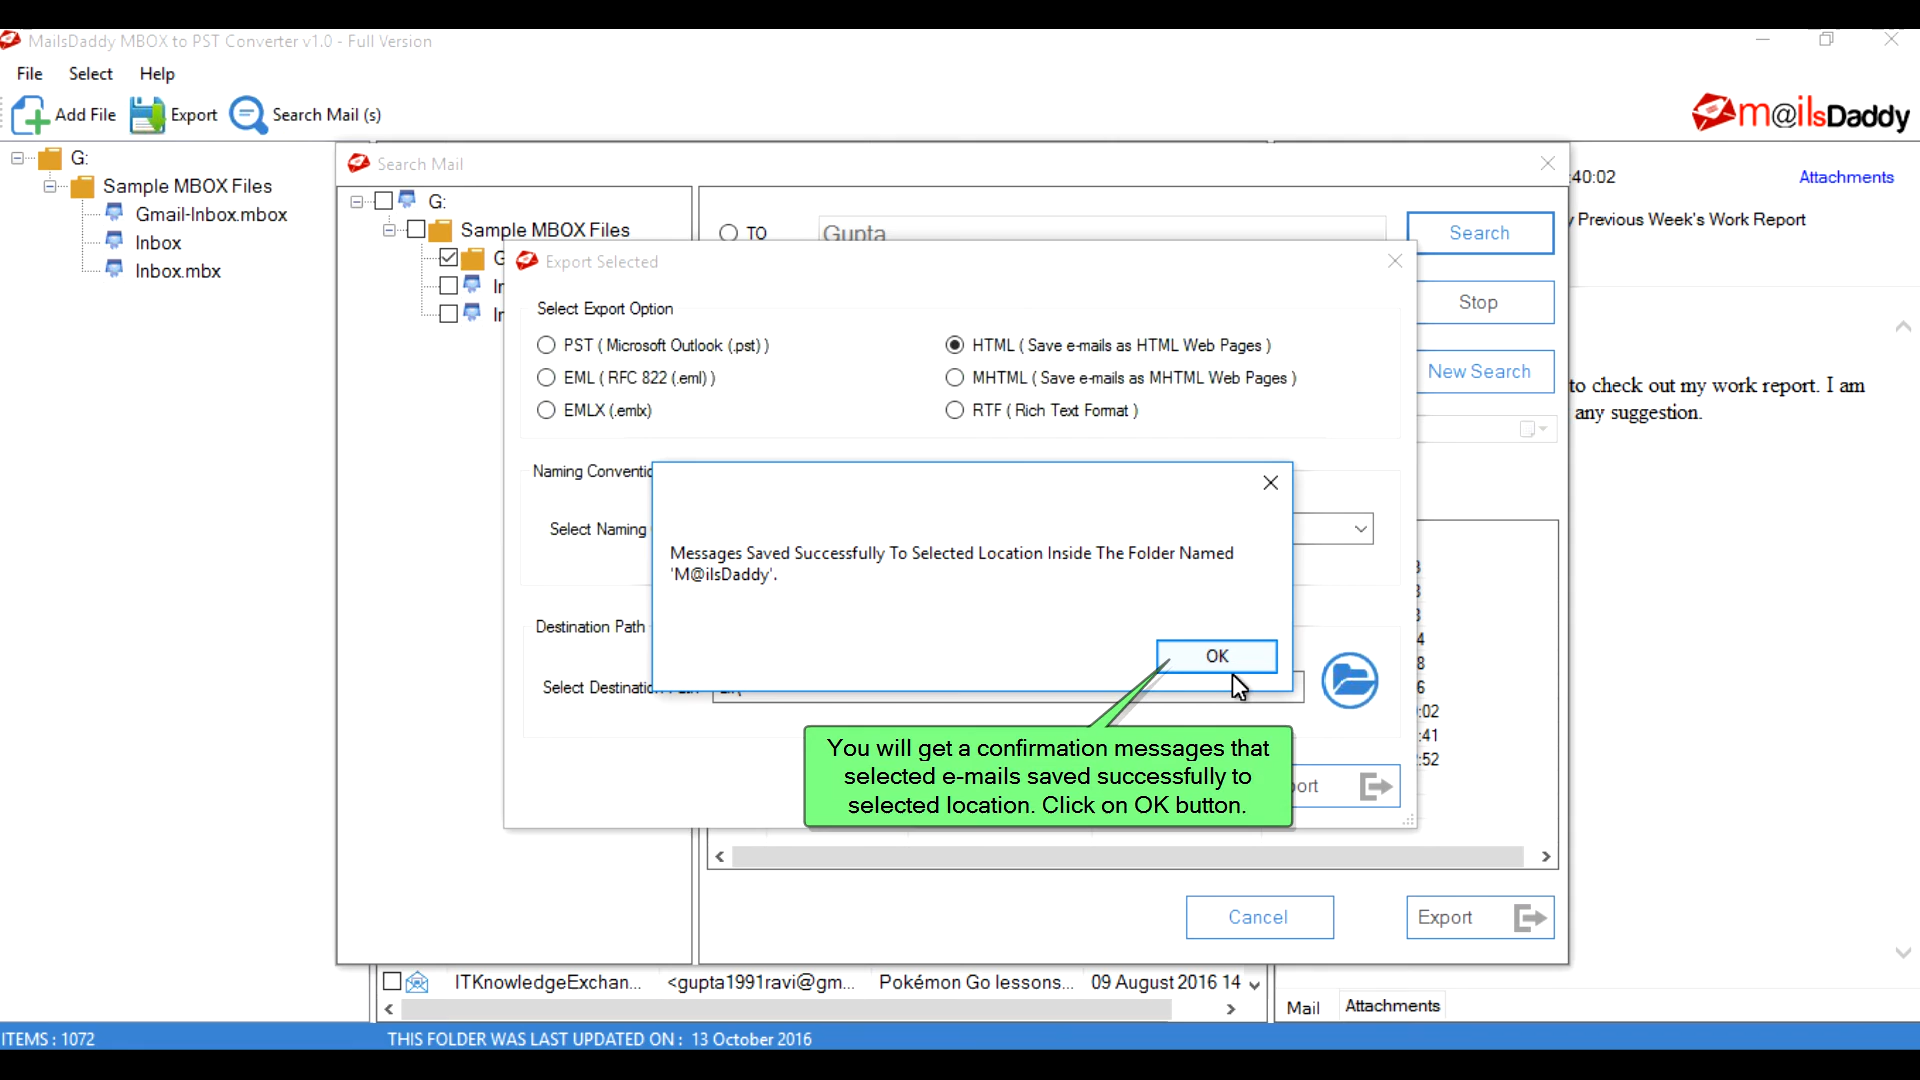 MailsDaddy MBOX to PST Converter v1.0 - Full Version
File Select Help
Add File Export Search Mail (s)
m@ilsDaddy
G:
Sample MBOX Files
Gmail-Inbox.mbox
Inbox
Inbox.mbx
Search Mail
G:
Sample MBOX Files
G
TO Gupta
Search
Stop
New Search
:40:02 Attachments
Previous Week's Work Report
to check out my work report. I am
any suggestion.
Export Selected
Select Export Option
PST ( Microsoft Outlook (.pst) )
HTML ( Save e-mails as HTML Web Pages )
EML ( RFC 822 (.eml) )
MHTML ( Save e-mails as MHTML Web Pages )
EMLX (.emlx)
RTF ( Rich Text Format )
Select Naming
Messages Saved Successfully To Selected Location Inside The Folder Named
'M@ilsDaddy'.
OK
Destination Path
4
8
6
:02
:41
:52
You will get a confirmation messages that
selected e-mails saved successfully to
selected location. Click on OK button.
Cancel
Export
ITKnowledgeExchan... <gupta1991ravi@gm... Pokémon Go lessons... 09 August 2016 14
Mail Attachments
ITEMS : 1072
THIS FOLDER WAS LAST UPDATED ON : 13 October 2016